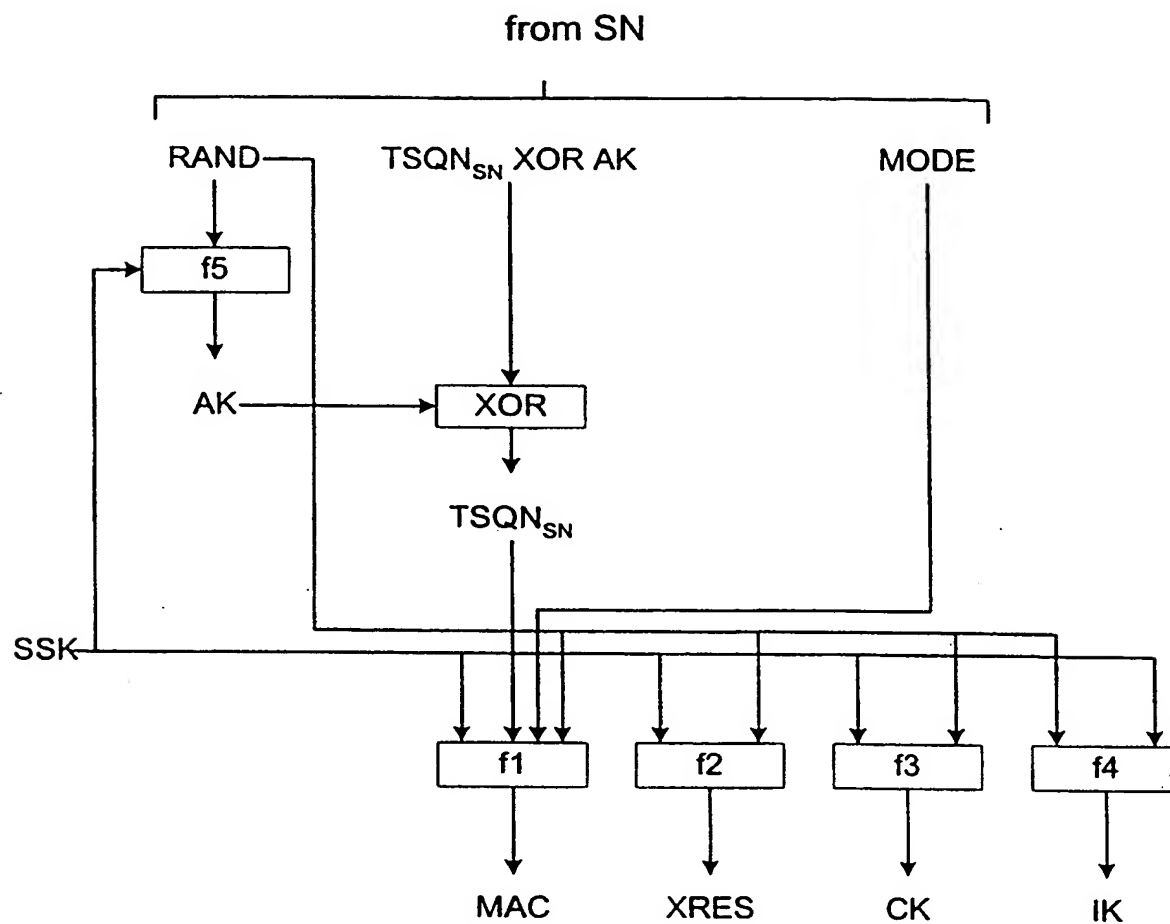 from SN
RAND TSQN_SN XOR AK MODE
f5
AK XOR
TSQN_SN
SSK
f1 f2 f3 f4
MAC XRES CK IK